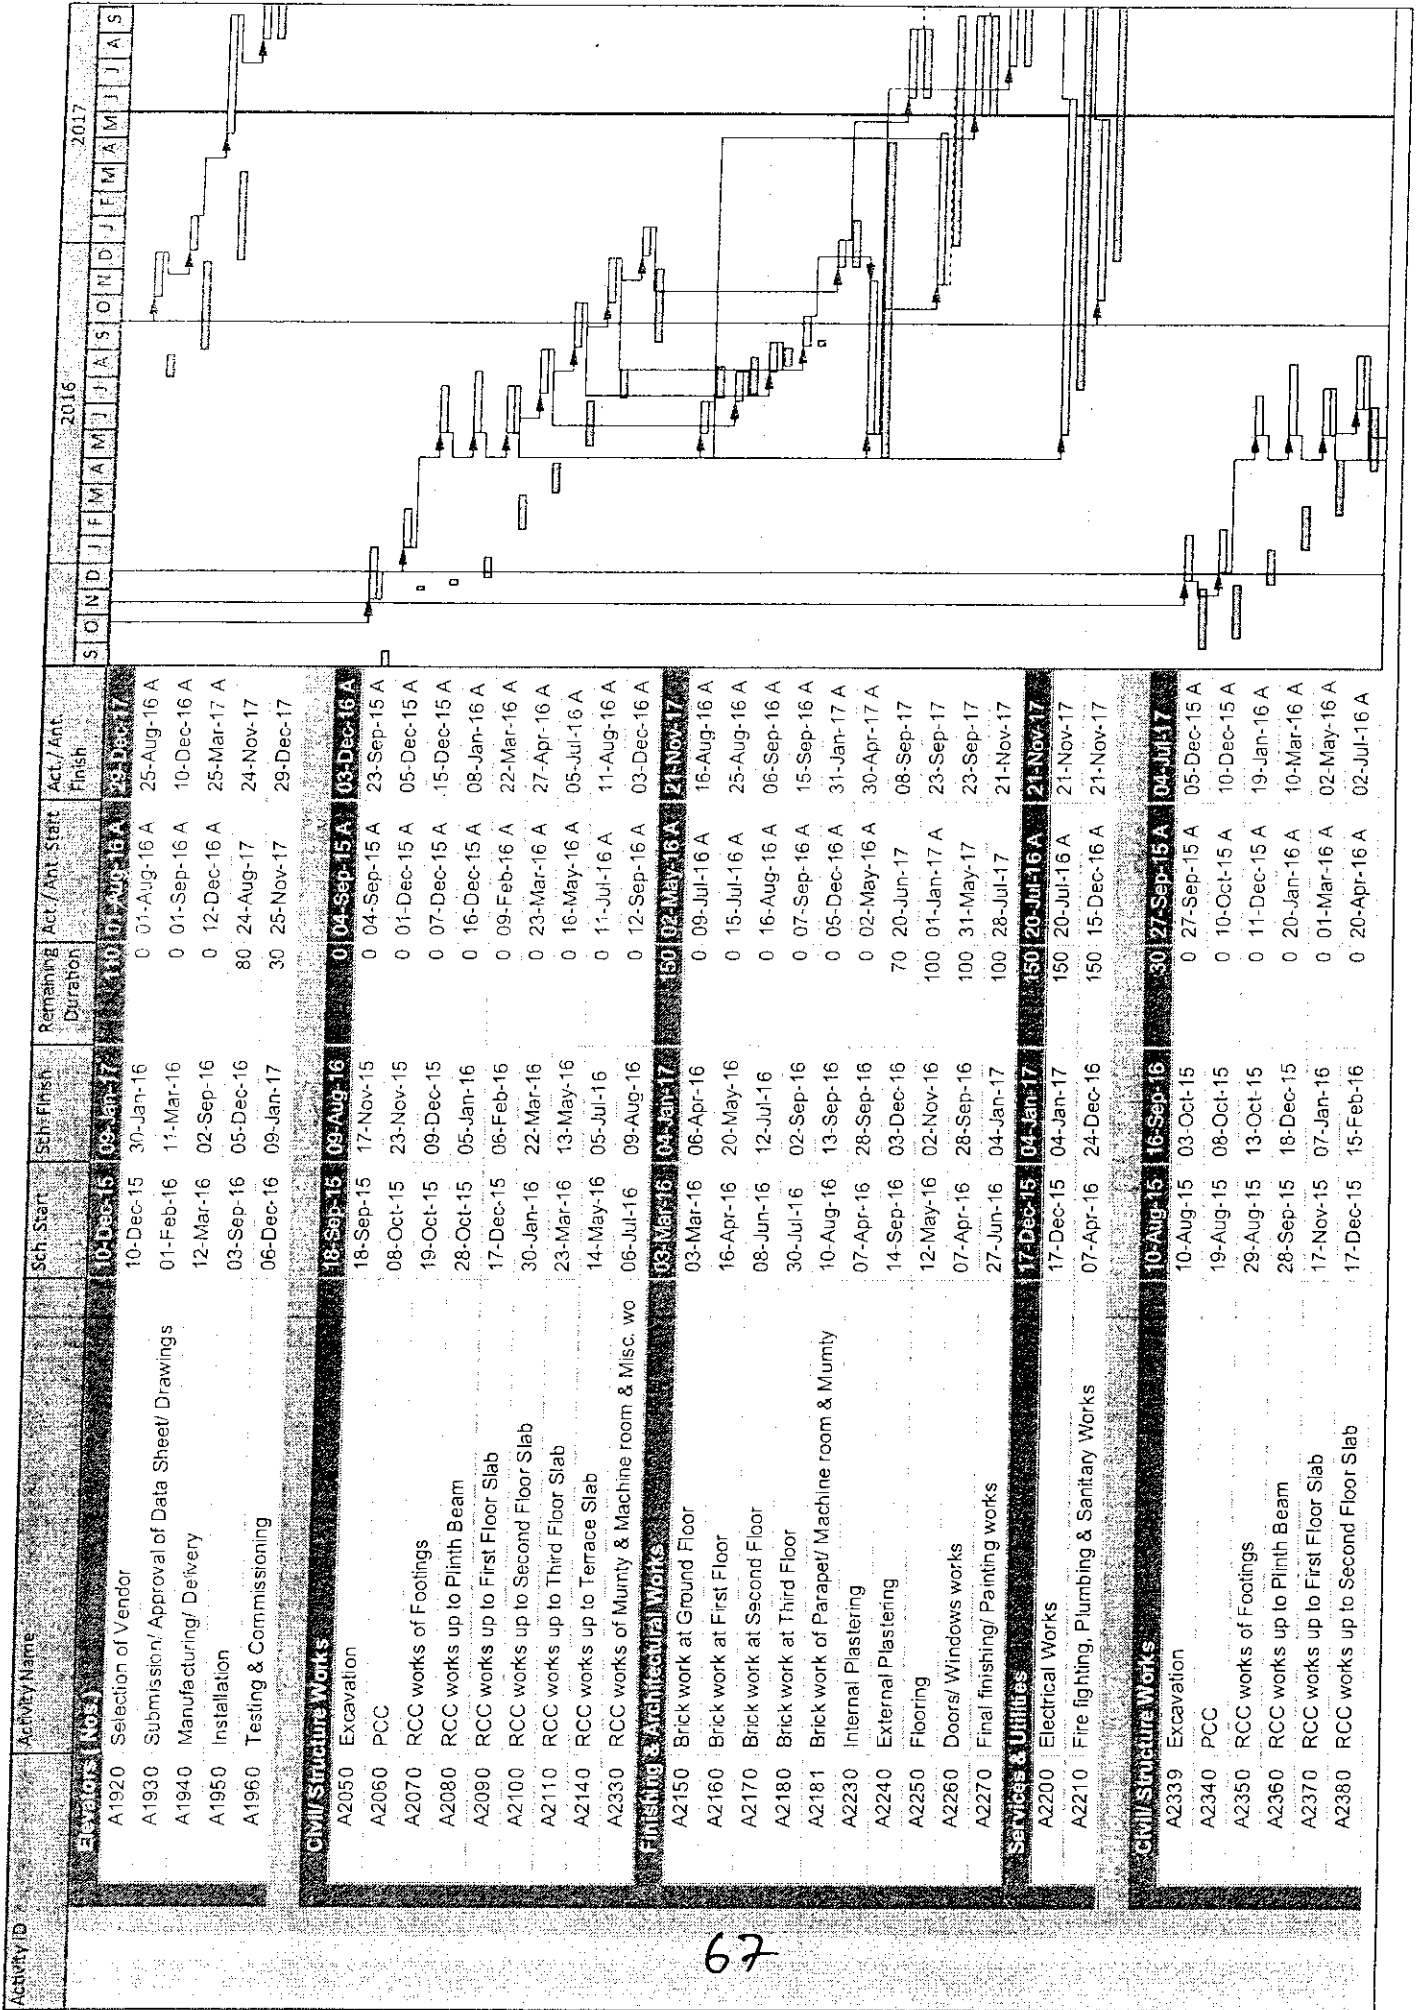 Activity ID Activity Name Sch. Start Sch. Finish Remaining Duration Act./ Ant. Start Act./ Ant. Finish 2016 2017
S O N D J F M A M J J A S O N D J F M A M J J A S
Elevators (Nos.) 10-Dec-15 09-Jan-17 110 01-Aug-16 A 29-Dec-17
A1920 Selection of Vendor 10-Dec-15 30-Jan-16 0 01-Aug-16 A 25-Aug-16 A
A1930 Submission/ Approval of Data Sheet/ Drawings 01-Feb-16 11-Mar-16 0 01-Sep-16 A 10-Dec-16 A
A1940 Manufacturing/ Delivery 12-Mar-16 02-Sep-16 0 12-Dec-16 A 25-Mar-17 A
A1950 Installation 03-Sep-16 05-Dec-16 80 24-Aug-17 24-Nov-17
A1960 Testing & Commissioning 06-Dec-16 09-Jan-17 30 25-Nov-17 29-Dec-17
Civil/ Structure Works 18-Sep-15 09-Aug-16 0 04-Sep-15 A 03-Dec-16 A
A2050 Excavation 18-Sep-15 17-Nov-15 0 04-Sep-15 A 23-Sep-15 A
A2060 PCC 08-Oct-15 23-Nov-15 0 01-Dec-15 A 05-Dec-15 A
A2070 RCC works of Footings 19-Oct-15 09-Dec-15 0 07-Dec-15 A 15-Dec-15 A
A2080 RCC works up to Plinth Beam 28-Oct-15 05-Jan-16 0 16-Dec-15 A 08-Jan-16 A
A2090 RCC works up to First Floor Slab 17-Dec-15 06-Feb-16 0 09-Feb-16 A 22-Mar-16 A
A2100 RCC works up to Second Floor Slab 30-Jan-16 22-Mar-16 0 23-Mar-16 A 27-Apr-16 A
A2110 RCC works up to Third Floor Slab 23-Mar-16 13-May-16 0 16-May-16 A 05-Jul-16 A
A2140 RCC works up to Terrace Slab 14-May-16 05-Jul-16 0 11-Jul-16 A 11-Aug-16 A
A2330 RCC works of Mumty & Machine room & Misc. wo 06-Jul-16 09-Aug-16 0 12-Sep-16 A 03-Dec-16 A
Finishing & Architectural Works 03-Mar-16 04-Jan-17 150 02-May-16 A 21-Nov-17
A2150 Brick work at Ground Floor 03-Mar-16 06-Apr-16 0 09-Jul-16 A 16-Aug-16 A
A2160 Brick work at First Floor 16-Apr-16 20-May-16 0 15-Jul-16 A 25-Aug-16 A
A2170 Brick work at Second Floor 08-Jun-16 12-Jul-16 0 16-Aug-16 A 06-Sep-16 A
A2180 Brick work at Third Floor 30-Jul-16 02-Sep-16 0 07-Sep-16 A 15-Sep-16 A
A2181 Brick work of Parapet/ Machine room & Mumty 10-Aug-16 13-Sep-16 0 05-Dec-16 A 31-Jan-17 A
A2230 Internal Plastering 07-Apr-16 28-Sep-16 0 02-May-16 A 30-Apr-17 A
A2240 External Plastering 14-Sep-16 03-Dec-16 70 20-Jun-17 08-Sep-17
A2250 Flooring 12-May-16 02-Nov-16 100 01-Jan-17 A 23-Sep-17
A2260 Doors/ Windows works 07-Apr-16 28-Sep-16 100 31-May-17 23-Sep-17
A2270 Final finishing/ Painting works 27-Jun-16 04-Jan-17 100 28-Jul-17 21-Nov-17
Services & Utilities 17-Dec-15 04-Jan-17 150 20-Jul-16 A 21-Nov-17
A2200 Electrical Works 17-Dec-15 04-Jan-17 150 20-Jul-16 A 21-Nov-17
A2210 Fire fighting, Plumbing & Sanitary Works 07-Apr-16 24-Dec-16 150 15-Dec-16 A 21-Nov-17
Civil/ Structure Works 10-Aug-15 16-Sep-16 30 27-Sep-15 A 04-Jul-17
A2339 Excavation 10-Aug-15 03-Oct-15 0 27-Sep-15 A 05-Dec-15 A
A2340 PCC 19-Aug-15 08-Oct-15 0 10-Oct-15 A 10-Dec-15 A
A2350 RCC works of Footings 29-Aug-15 13-Oct-15 0 11-Dec-15 A 19-Jan-16 A
A2360 RCC works up to Plinth Beam 28-Sep-15 18-Dec-15 0 20-Jan-16 A 10-Mar-16 A
A2370 RCC works up to First Floor Slab 17-Nov-15 07-Jan-16 0 01-Mar-16 A 02-May-16 A
A2380 RCC works up to Second Floor Slab 17-Dec-15 15-Feb-16 0 20-Apr-16 A 02-Jul-16 A
67